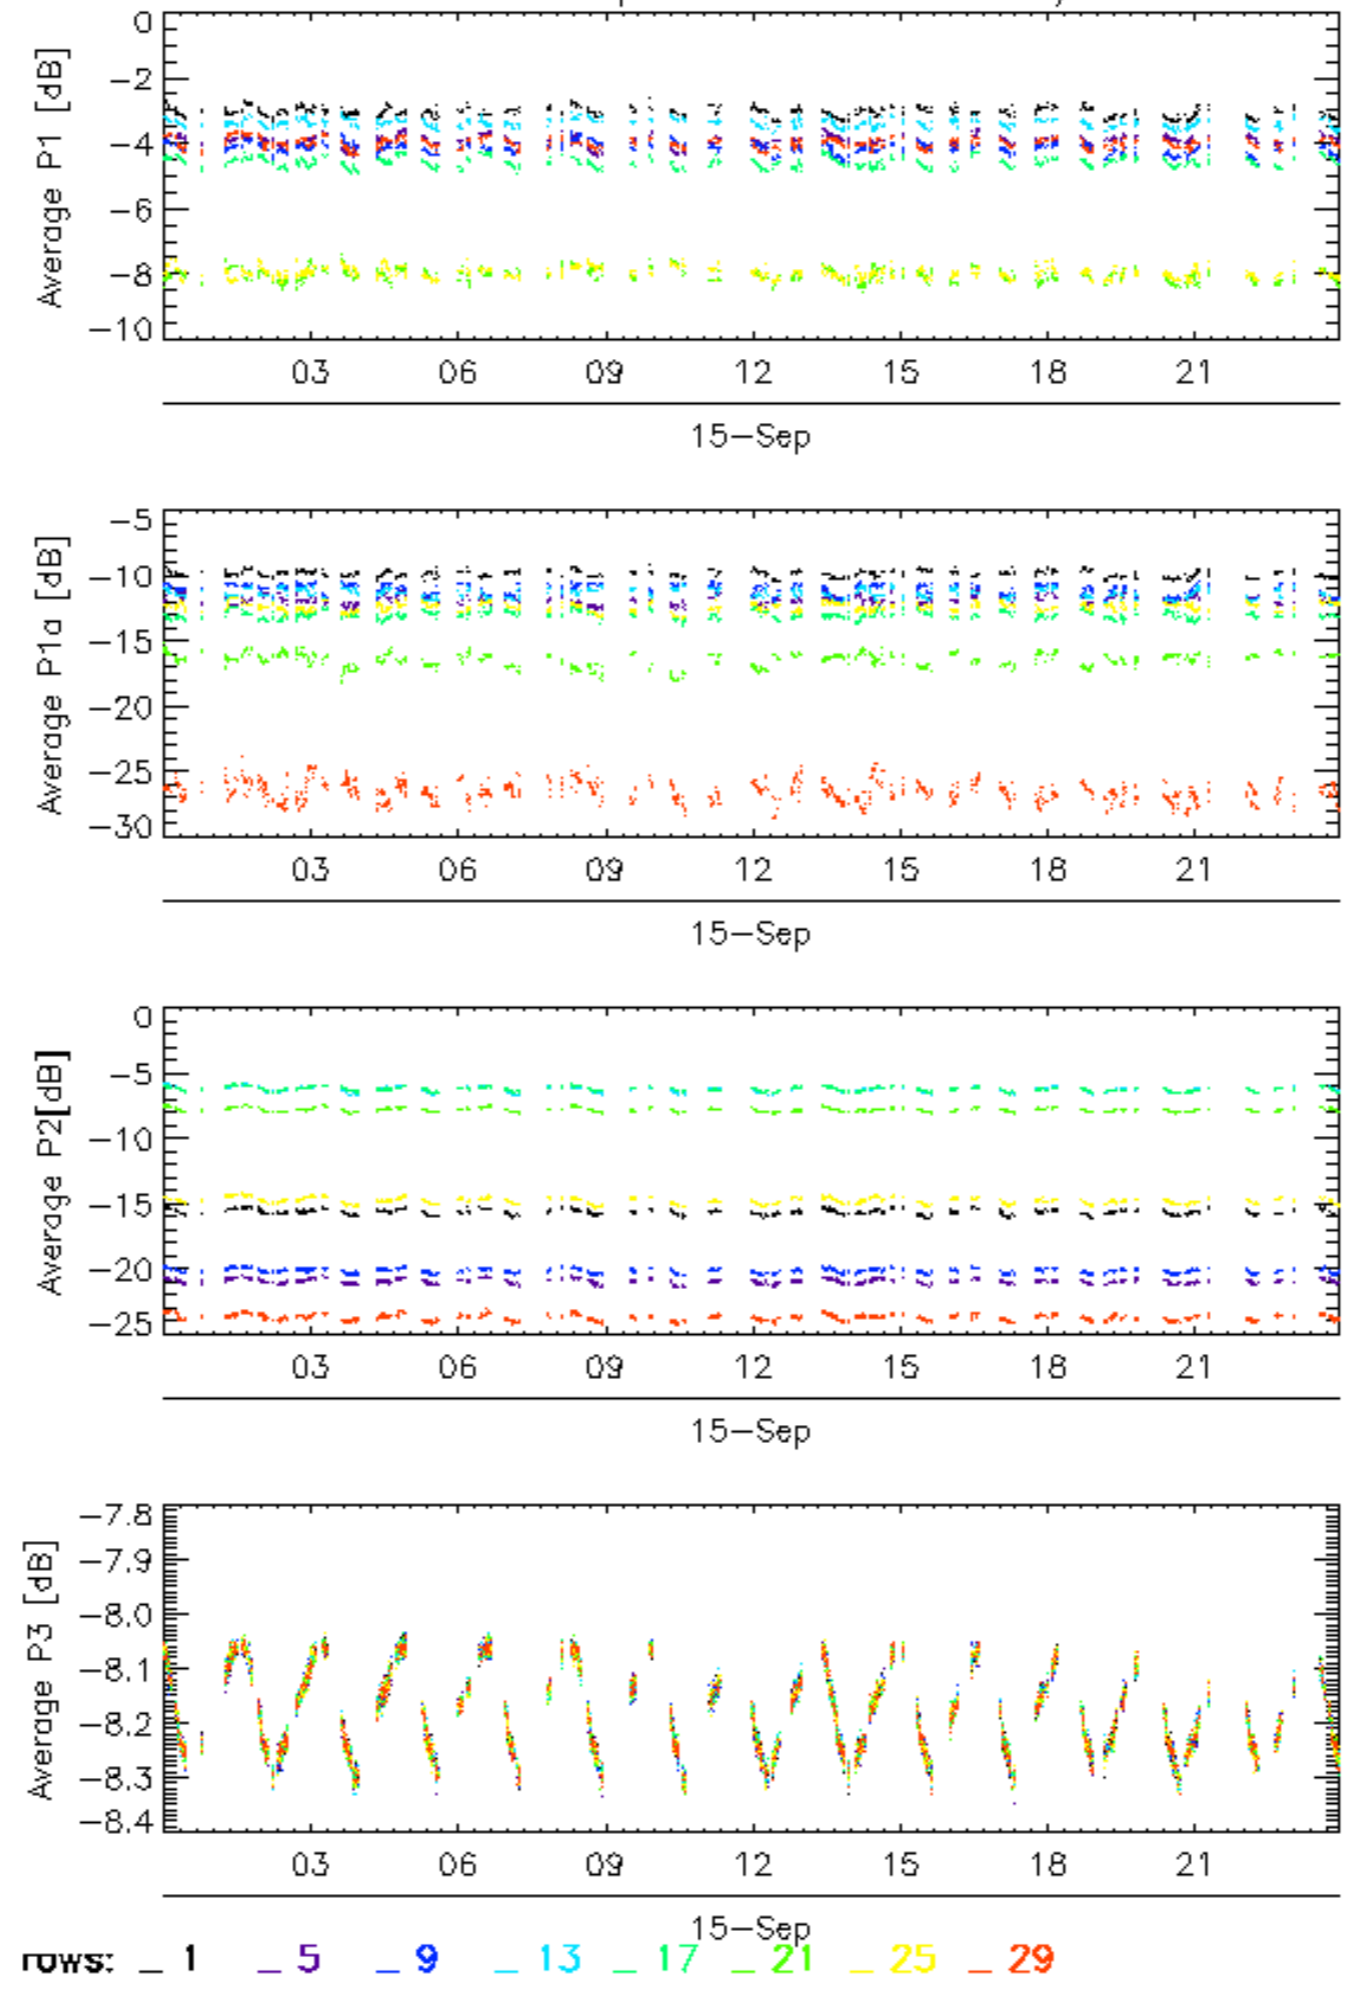 0
−2
−4
−6
−8
−10
Average P1 [dB]
03 06 09 12 15 18 21
15−Sep
−5
−10
−15
−20
−25
−30
Average P1a [dB]
03 06 09 12 15 18 21
15−Sep
0
−5
−10
−15
−20
−25
Average P2[dB]
03 06 09 12 15 18 21
15−Sep
−7.8
−7.9
−8.0
−8.1
−8.2
−8.3
−8.4
Average P3 [dB]
03 06 09 12 15 18 21
15−Sep
rows: _ 1 _ 5 _ 9 _ 13 _ 17 _ 21 _ 25 _ 29